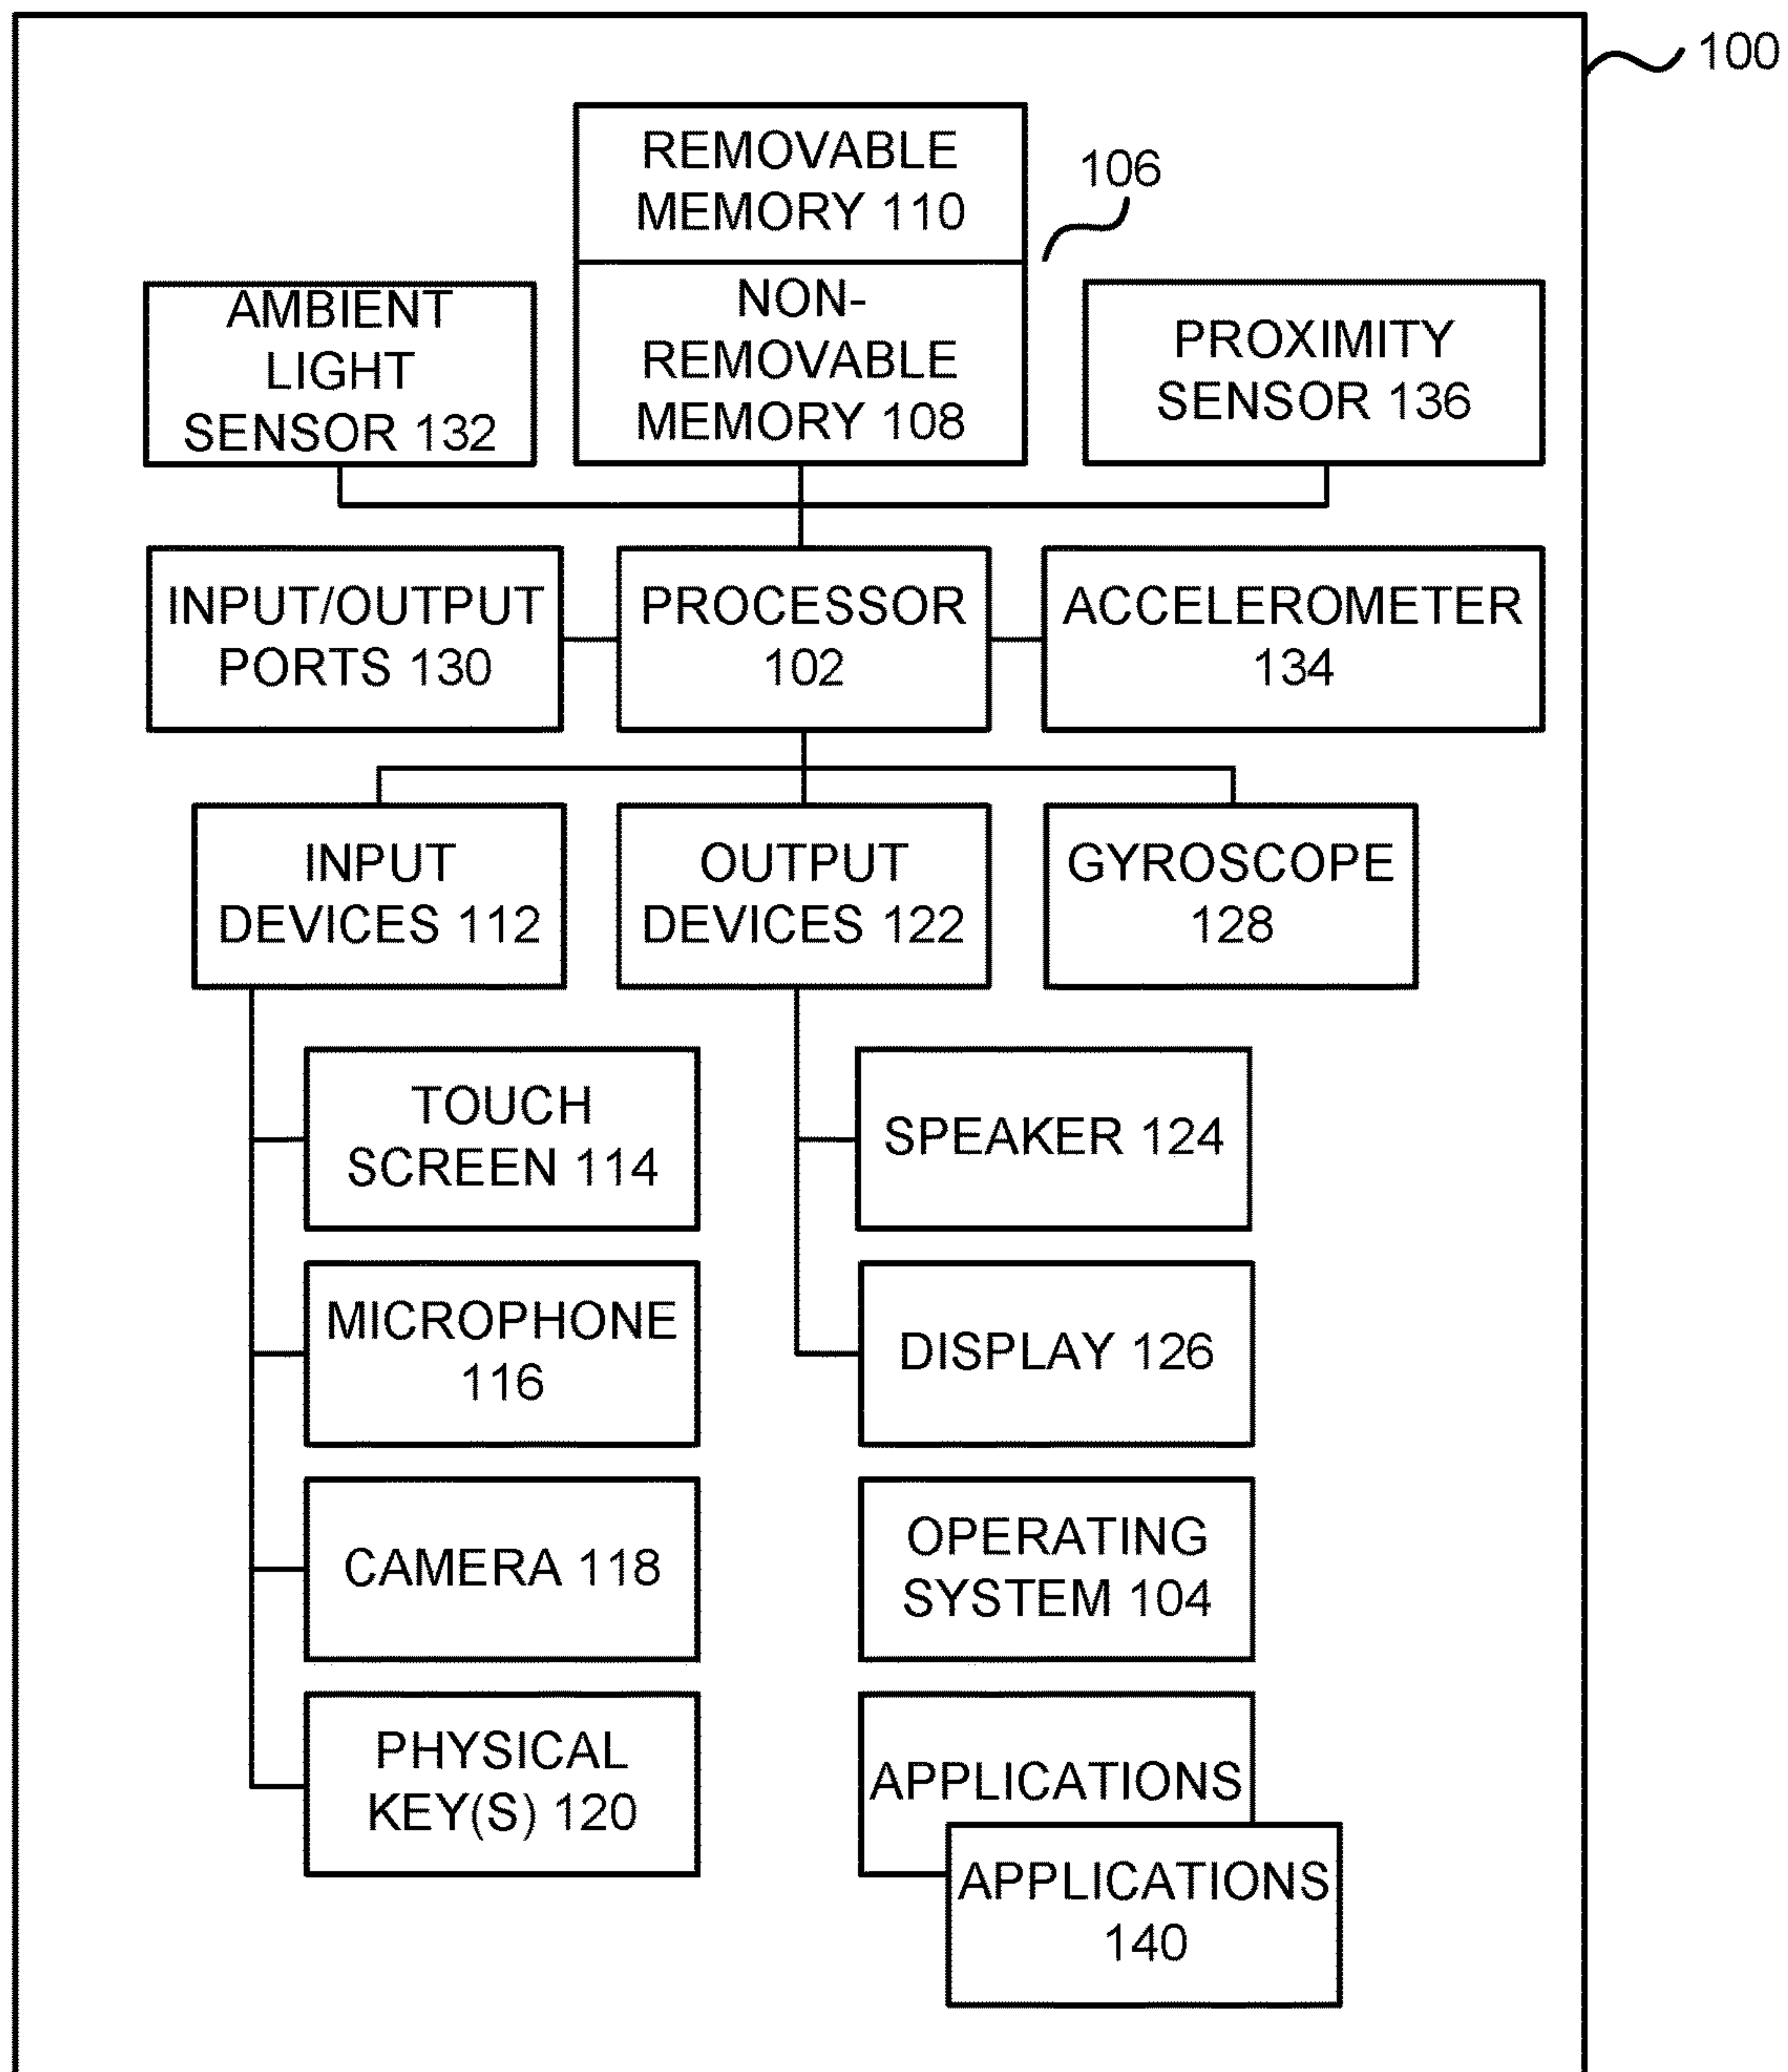 100
REMOVABLE
MEMORY 110
106
NON-
REMOVABLE
MEMORY 108
AMBIENT
LIGHT
SENSOR 132
PROXIMITY
SENSOR 136
INPUT/OUTPUT
PORTS 130
PROCESSOR
102
ACCELEROMETER
134
INPUT
DEVICES 112
OUTPUT
DEVICES 122
GYROSCOPE
128
TOUCH
SCREEN 114
SPEAKER 124
MICROPHONE
116
DISPLAY 126
CAMERA 118
OPERATING
SYSTEM 104
PHYSICAL
KEY(S) 120
APPLICATIONS
APPLICATIONS
140